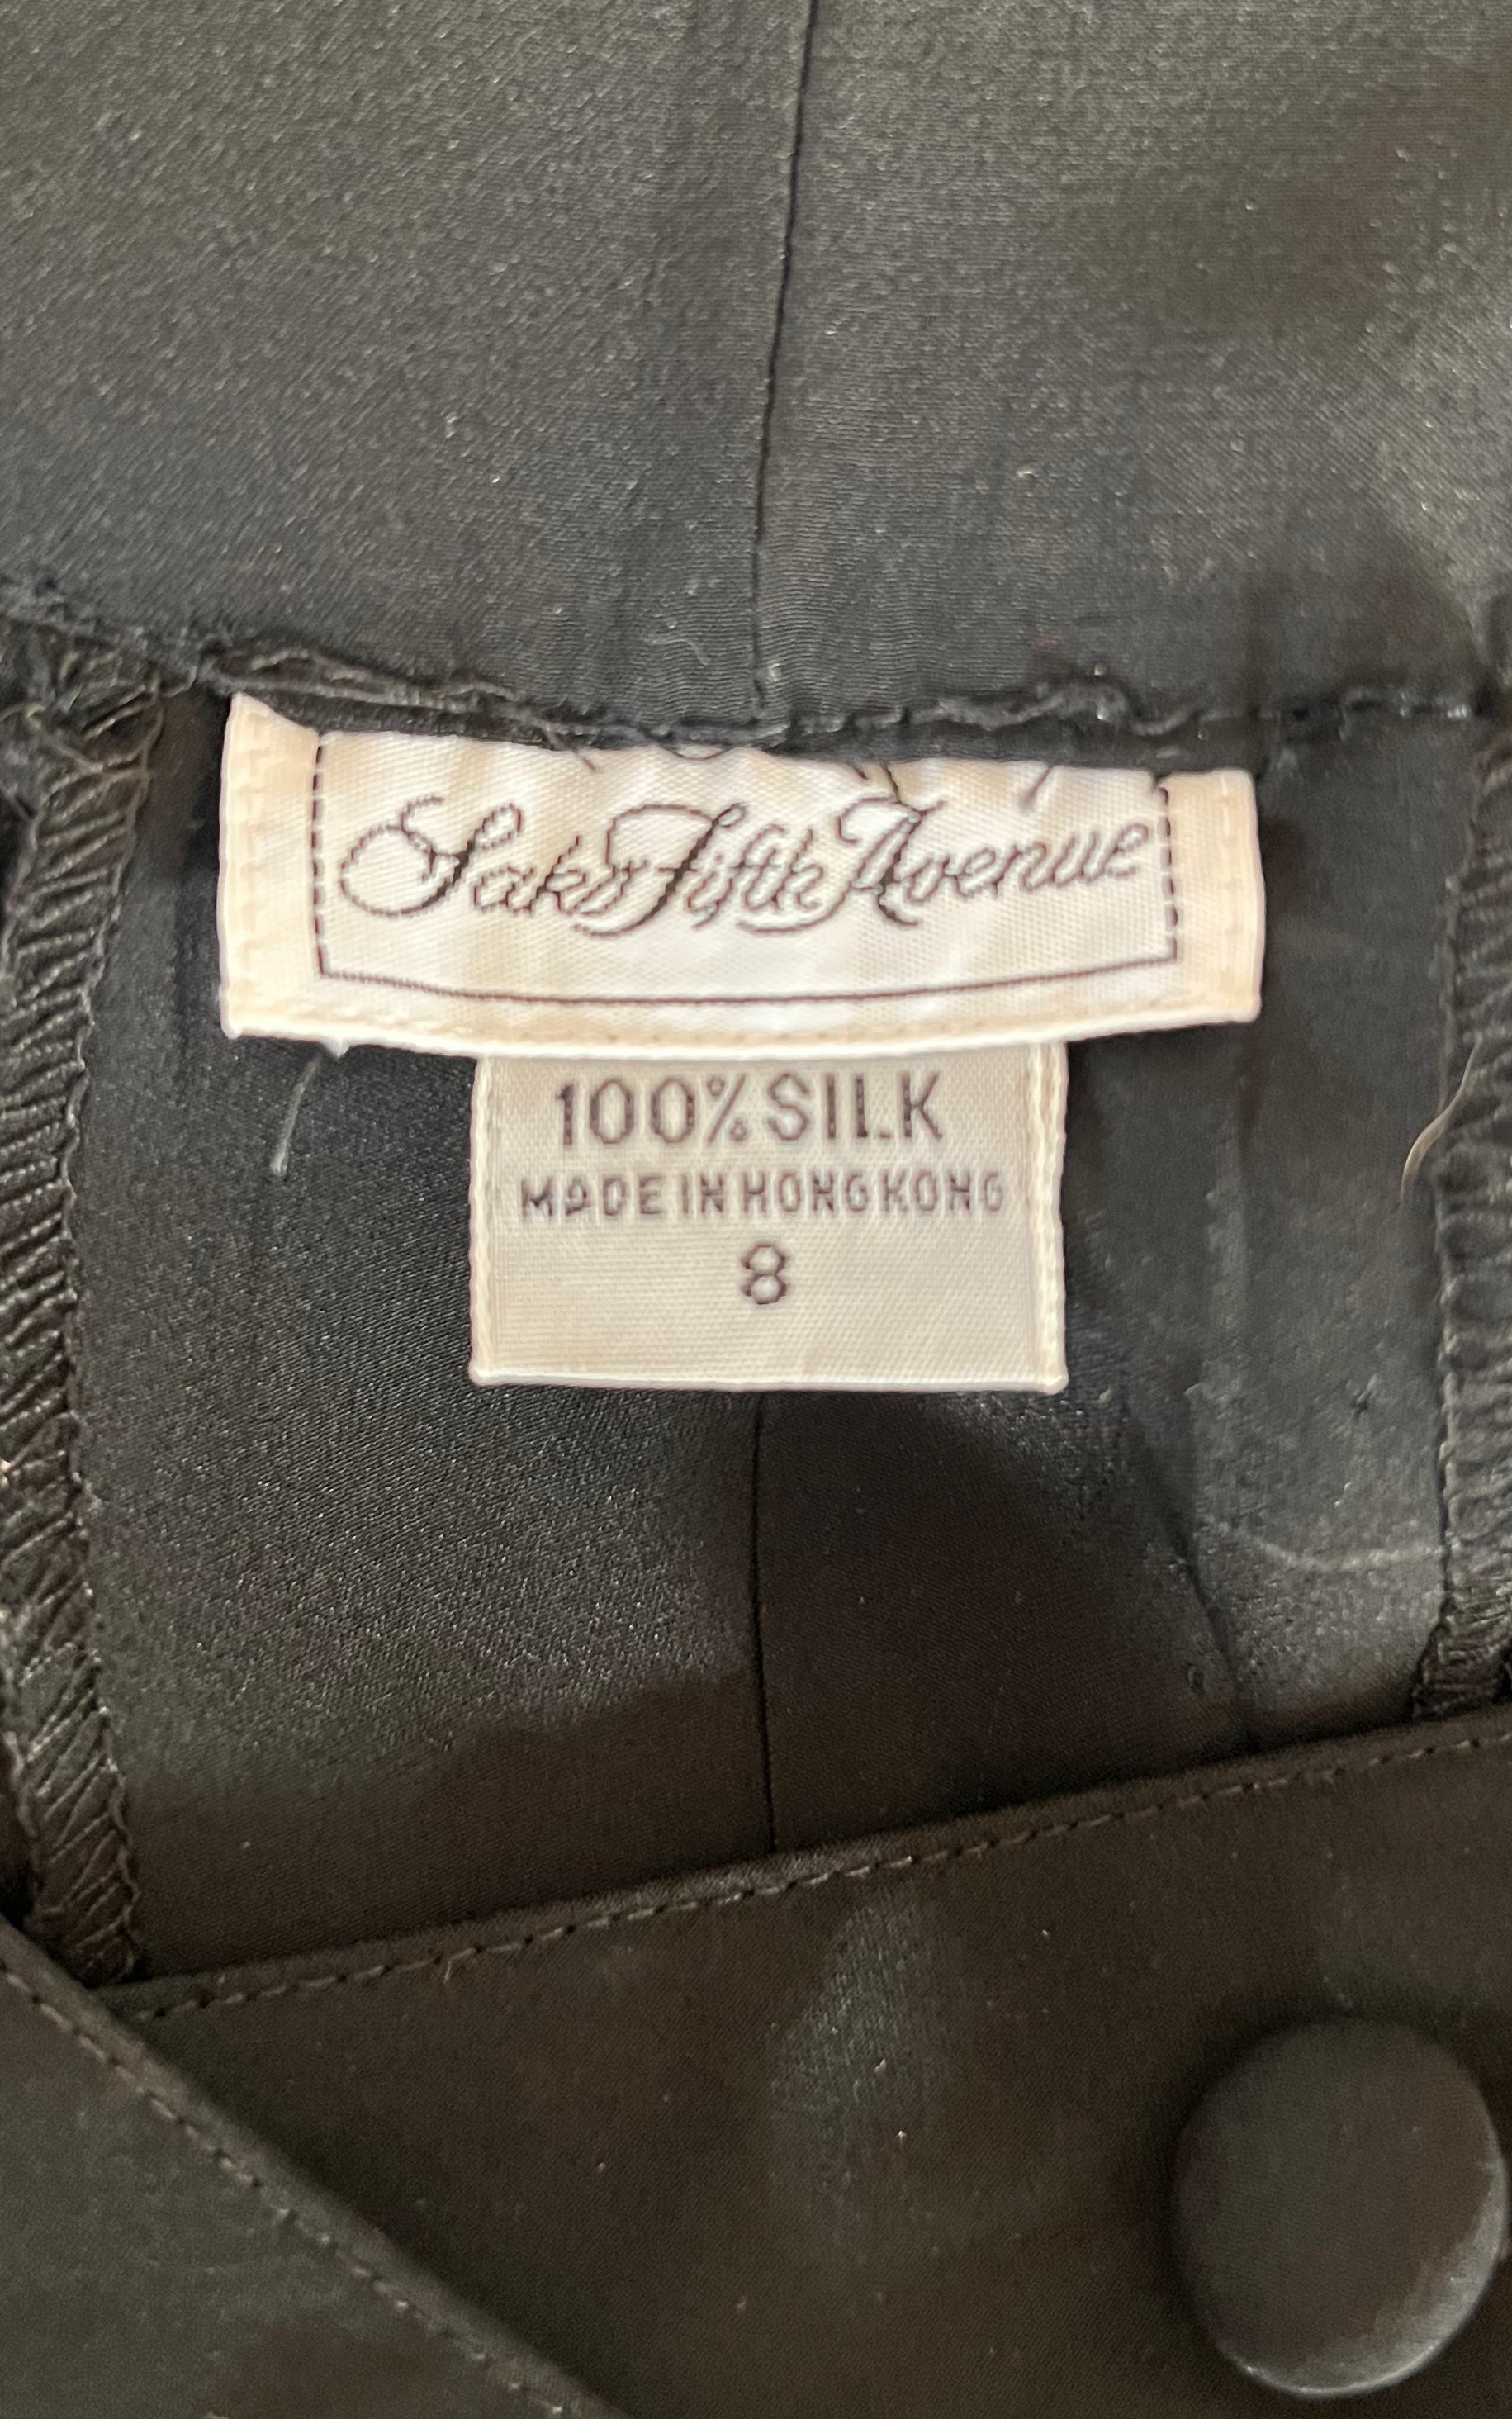 Saks Fifth Avenue
100% SILK
MADE IN HONG KONG
8